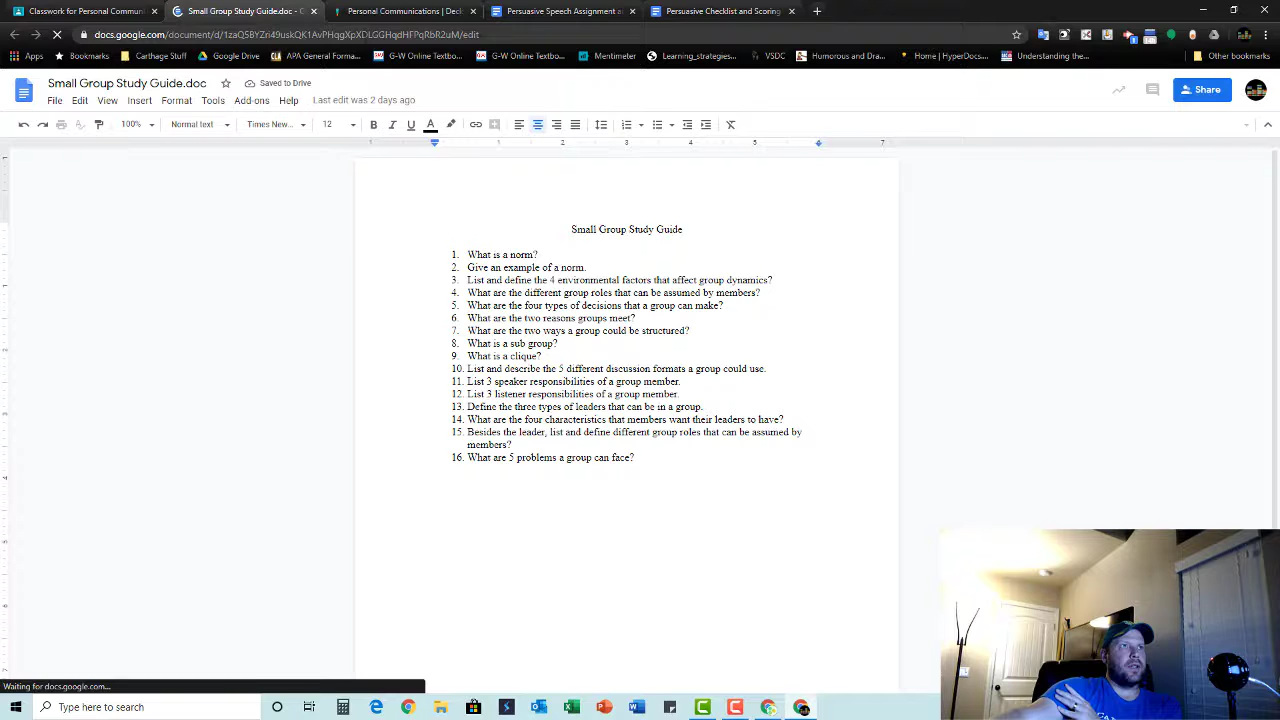 Classwork for Personal Communi
Small Group Study Guide.doc - G
Personal Communications | Decl
Persuasive Speech Assignment a
Persuasive Checklist and Scoring
docs.google.com/document/d/1zaQ5BYZri49uskQK1AvPHqgXpXDLGGHqdHFPqRbR2uM/edit
Apps Bookmarks Carthage Stuff Google Drive APA General Forma... G-W Online Textbo... G-W Online Textbo... Mentimeter Learning_strategies... VSDC Humorous and Dra... Home | HyperDocs... Understanding the... Other bookmarks
Small Group Study Guide.doc Saved to Drive
File Edit View Insert Format Tools Add-ons Help Last edit was 2 days ago
Share
100% Normal text Times New... 12
Small Group Study Guide
1. What is a norm?
2. Give an example of a norm.
3. List and define the 4 environmental factors that affect group dynamics?
4. What are the different group roles that can be assumed by members?
5. What are the four types of decisions that a group can make?
6. What are the two reasons groups meet?
7. What are the two ways a group could be structured?
8. What is a sub group?
9. What is a clique?
10. List and describe the 5 different discussion formats a group could use.
11. List 3 speaker responsibilities of a group member.
12. List 3 listener responsibilities of a group member.
13. Define the three types of leaders that can be in a group.
14. What are the four characteristics that members want their leaders to have?
15. Besides the leader, list and define different group roles that can be assumed by
members?
16. What are 5 problems a group can face?
Waiting for docs.google.com...
Type here to search